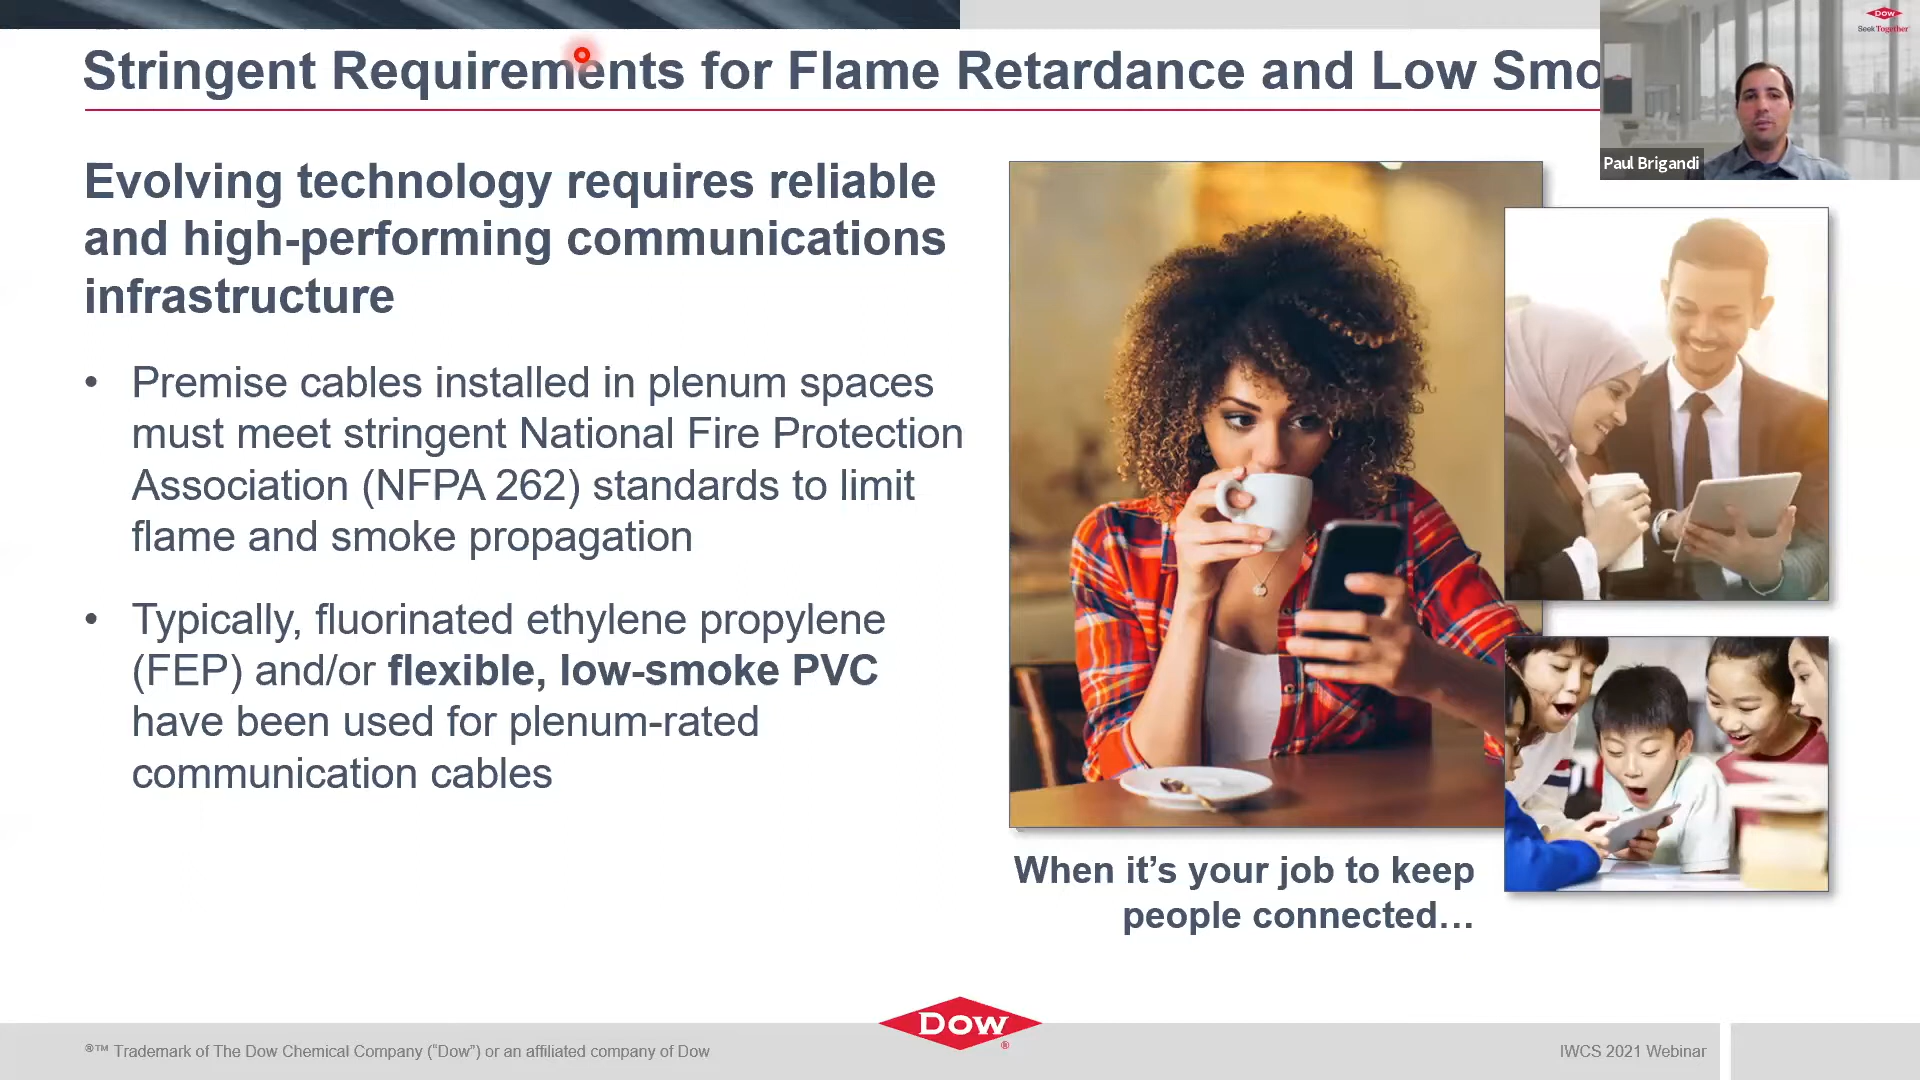 Stringent Requirements for Flame Retardance and Low Smo
DOW
Seek Together
Paul Brigandi
Evolving technology requires reliable
and high-performing communications
infrastructure
• Premise cables installed in plenum spaces
must meet stringent National Fire Protection
Association (NFPA 262) standards to limit
flame and smoke propagation
• Typically, fluorinated ethylene propylene
(FEP) and/or flexible, low-smoke PVC
have been used for plenum-rated
communication cables
When it's your job to keep
people connected…
DOW
®
®™ Trademark of The Dow Chemical Company ("Dow") or an affiliated company of Dow
IWCS 2021 Webinar